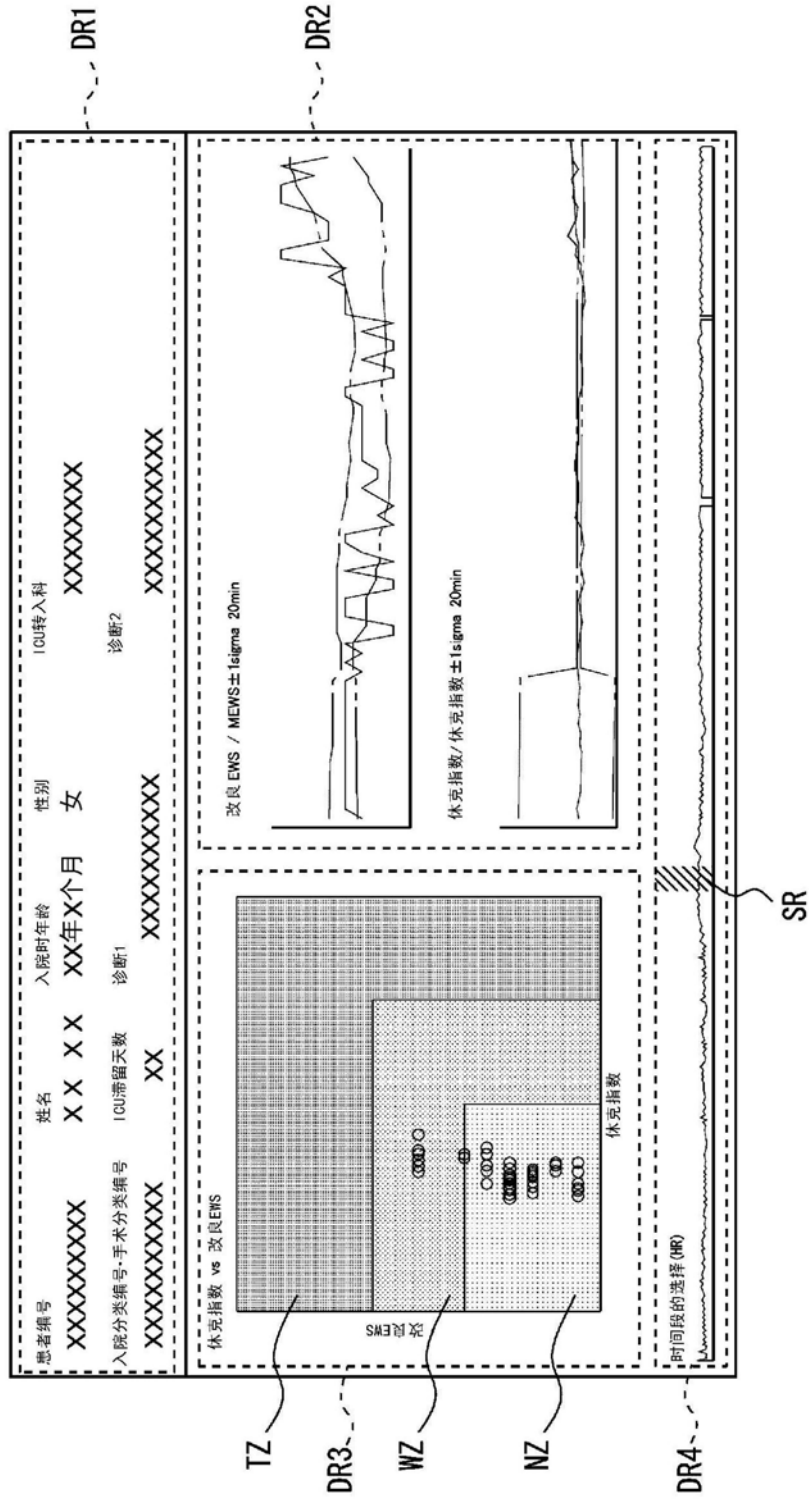 DR1
患者编号 姓名 入院时年龄 性别 ICU转入科
XXXXXXXXXX X X X X XX年X个月 女 XXXXXXXXX
入院分类编号·手术分类编号 ICU滞留天数 诊断1 诊断2
XXXXXXXXXX XX XXXXXXXXXX XXXXXXXXXXX
DR2
休克指数 vs 改良EWS
改良EWS
休克指数
改良EWS / MEWS±1sigma 20min
休克指数/休克指数±1sigma 20min
TZ
DR3
WZ
NZ
时间段的选择(HR)
DR4
SR